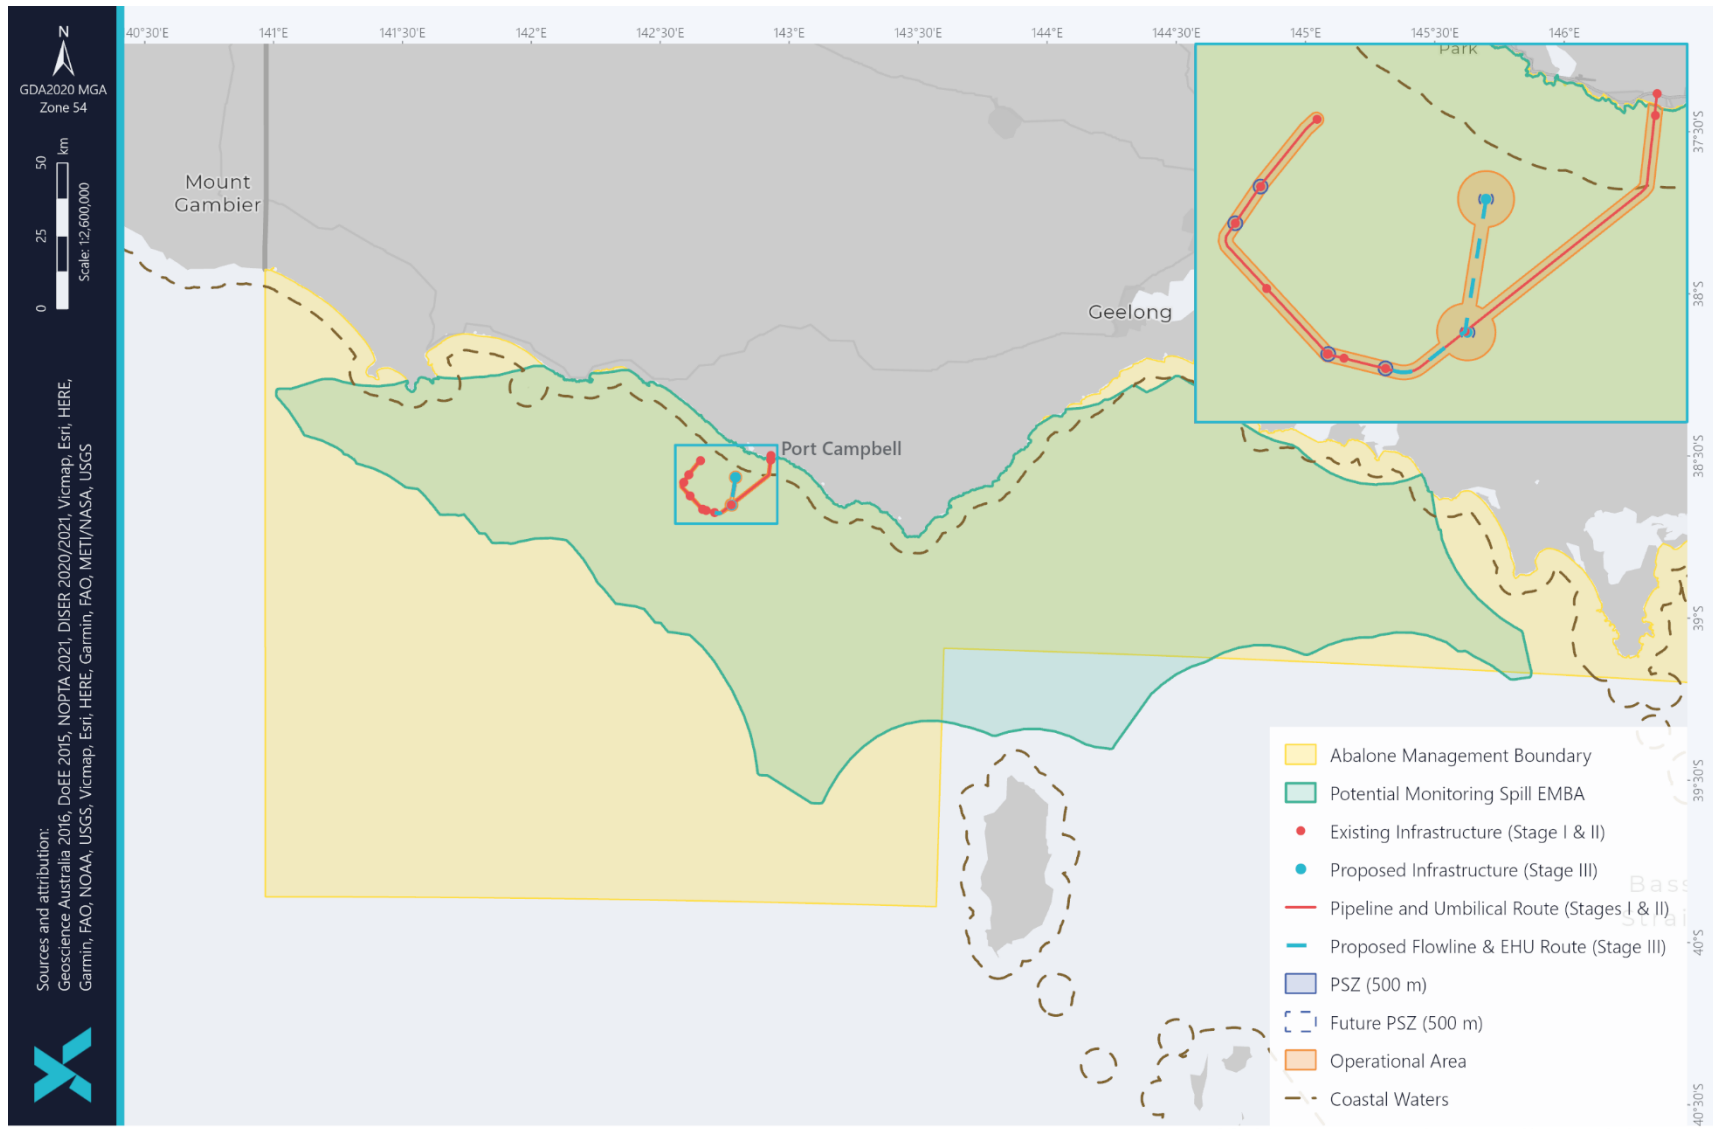 N
GDA2020 MGA
Zone 54
50
km
25
0
Scale: 1:2,600,000
Sources and attribution:
Geoscience Australia 2016, DoEE 2015, NOPTA 2021, DISER 2020/2021, Vicmap, Esri, HERE,
Garmin, FAO, NOAA, USGS, Vicmap, Esri, HERE, Garmin, FAO, METI/NASA, USGS
40°30'E
141°E
141°30'E
142°E
142°30'E
143°E
143°30'E
144°E
144°30'E
145°E
145°30'E
146°E
37°30'S
38°S
38°30'S
39°S
39°30'S
40°S
40°30'S
Park
Mount
Gambier
Geelong
Port Campbell
Abalone Management Boundary
Potential Monitoring Spill EMBA
Existing Infrastructure (Stage I & II)
Proposed Infrastructure (Stage III)
Pipeline and Umbilical Route (Stages I & II)
Proposed Flowline & EHU Route (Stage III)
PSZ (500 m)
Future PSZ (500 m)
Operational Area
Coastal Waters